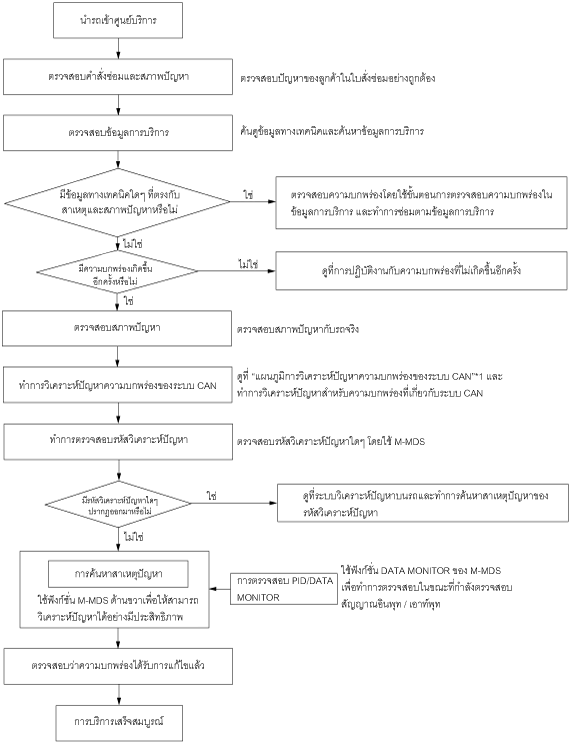 นำรถเข้าศูนย์บริการ
ตรวจสอบคำสั่งซ่อมและสภาพปัญหา
ตรวจสอบปัญหาของลูกค้าในใบสั่งซ่อมอย่างถูกต้อง
ตรวจสอบข้อมูลการบริการ
ค้นดูข้อมูลทางเทคนิคและค้นหาข้อมูลการบริการ
มีข้อมูลทางเทคนิคใดๆ ที่ตรงกับ
สาเหตุและสภาพปัญหาหรือไม่
ใช่
ตรวจสอบความบกพร่องโดยใช้ขั้นตอนการตรวจสอบความบกพร่องใน
ข้อมูลการบริการ และทำการซ่อมตามข้อมูลการบริการ
ไม่ใช่
มีความบกพร่องเกิดขึ้น
อีกครั้งหรือไม่
ไม่ใช่
ดูที่การปฏิบัติงานกับความบกพร่องที่ไม่เกิดขึ้นอีกครั้ง
ใช่
ตรวจสอบสภาพปัญหา
ตรวจสอบสภาพปัญหากับรถจริง
ทำการวิเคราะห์ปัญหาความบกพร่องของระบบ CAN
ดูที่ "แผนภูมิการวิเคราะห์ปัญหาความบกพร่องของระบบ CAN"*1 และ
ทำการวิเคราะห์ปัญหาสำหรับความบกพร่องที่เกี่ยวกับระบบ CAN
ทำการตรวจสอบรหัสวิเคราะห์ปัญหา
ตรวจสอบรหัสวิเคราะห์ปัญหาใดๆ โดยใช้ M-MDS
มีรหัสวิเคราะห์ปัญหาใดๆ
ปรากฏออกมาหรือไม่
ใช่
ดูที่ระบบวิเคราะห์ปัญหาบนรถและทำการค้นหาสาเหตุปัญหาของ
รหัสวิเคราะห์ปัญหา
ไม่ใช่
การค้นหาสาเหตุปัญหา
ใช้ฟังก์ชั่น M-MDS ด้านขวาเพื่อให้สามารถ
วิเคราะห์ปัญหาได้อย่างมีประสิทธิภาพ
การตรวจสอบ PID/DATA
MONITOR
ใช้ฟังก์ชั่น DATA MONITOR ของ M-MDS
เพื่อทำการตรวจสอบในขณะที่กำลังตรวจสอบ
สัญญาณอินพุท / เอาท์พุท
ตรวจสอบว่าความบกพร่องได้รับการแก้ไขแล้ว
การบริการเสร็จสมบูรณ์